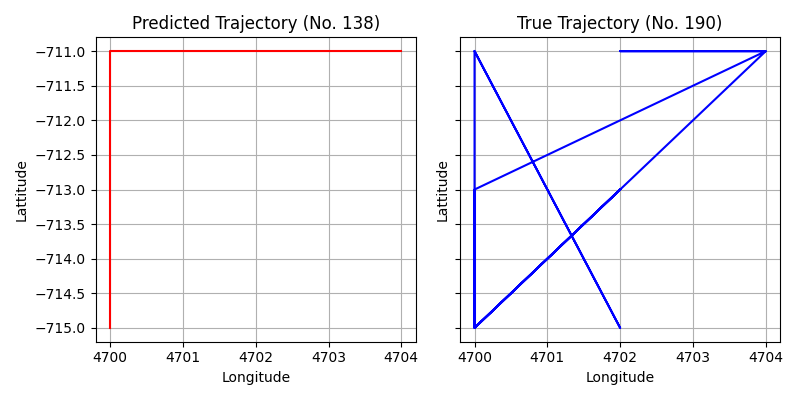 Predicted Trajectory (No. 138)
−711.0
−711.5
−712.0
−712.5
−713.0
−713.5
−714.0
−714.5
−715.0
Lattitude
4700 4701 4702 4703 4704
Longitude
True Trajectory (No. 190)
Lattitude
4700 4701 4702 4703 4704
Longitude